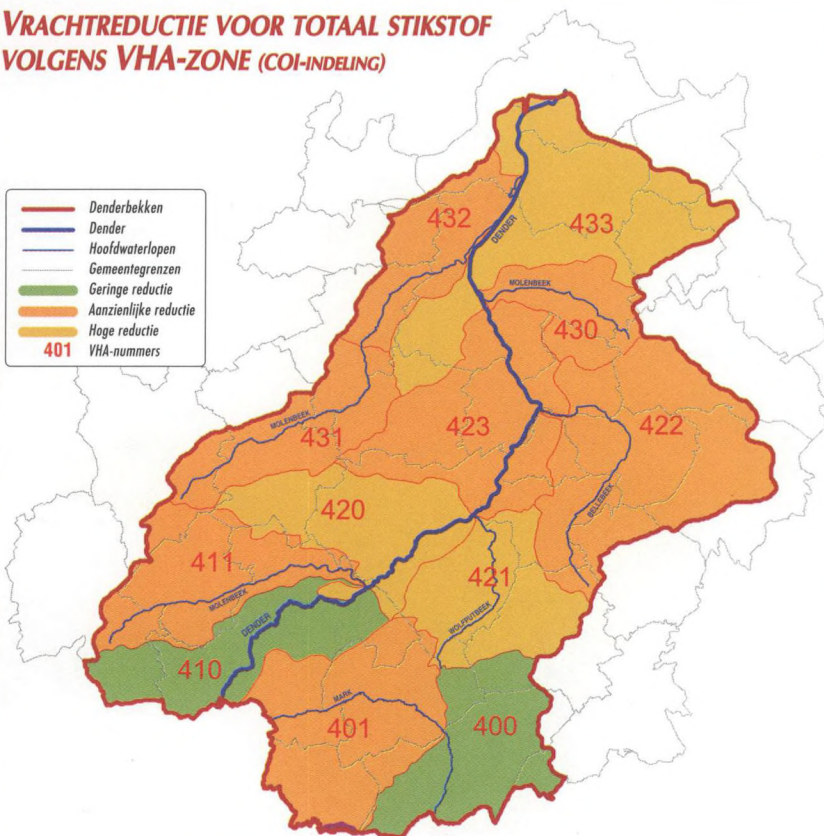 VRACHTREDUCTIE VOOR TOTAAL STIKSTOF
VOLGENS VHA-ZONE (COI-INDELING)
Denderbekken
Dender
Hoofdwaterlopen
Gemeentegrenzen
Geringe reductie
Aanzienlijke reductie
Hoge reductie
401 VHA-nummers
432
433
DENDER
MOLENBEEK
430
MOLENBEEK
431
423
422
420
BELLEBEEK
411
421
MOLENBEEK
DENDER
WOLFPUTBEEK
410
MARK
401
400